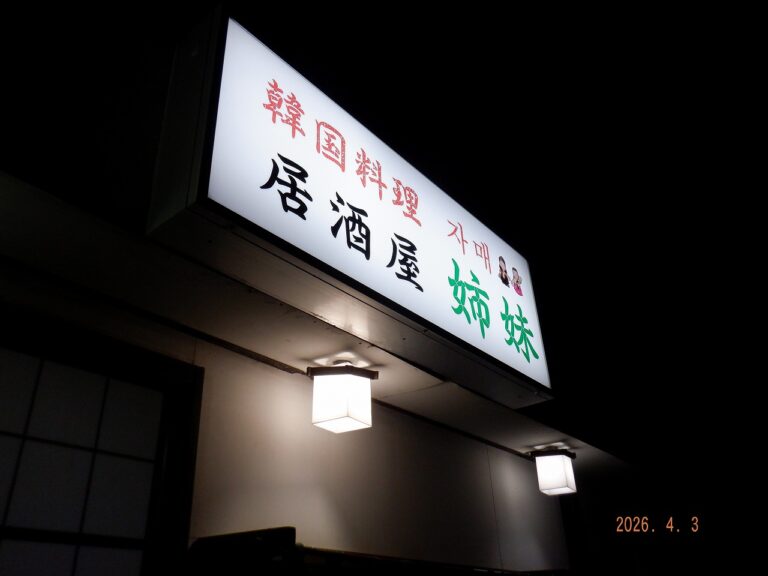 韓国料理 자매
居酒屋 姉妹
2026. 4. 3